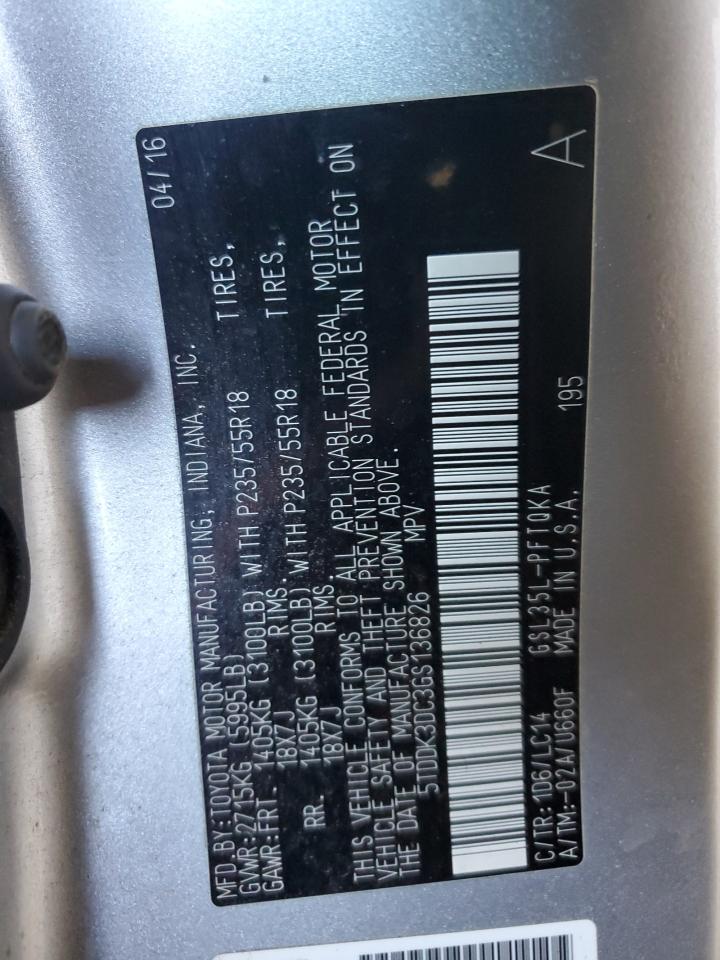 MFD.BY:TOYOTA MOTOR MANUFACTURING, INDIANA, INC. 04/16
GVWR:2715KG (5995LB)
GAWR:FRT. 1405KG (3100LB) WITH P235/55R18 TIRES,
18X7J RIMS.
RR. 1405KG (3100LB) WITH P235/55R18 TIRES,
18X7J RIMS.
THIS VEHICLE CONFORMS TO ALL APPLICABLE FEDERAL MOTOR
VEHICLE SAFETY AND THEFT PREVENTION STANDARDS IN EFFECT ON
THE DATE OF MANUFACTURE SHOWN ABOVE.
5TDDK3DC3GS136826 MPV
C/TR:1D6/LC14 GSL35L-PFTQKA
A/TM:-02A/U660F MADE IN U.S.A. 195 A